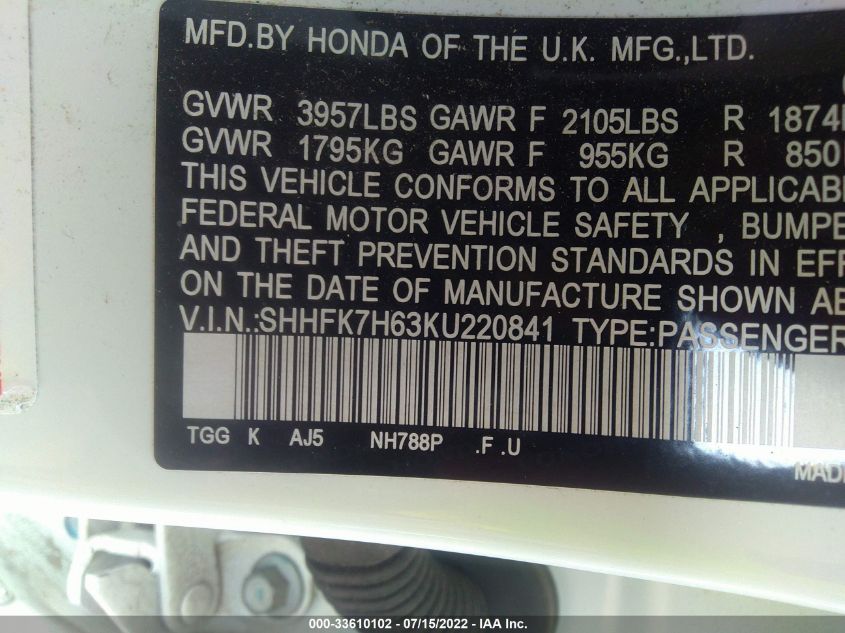 MFD.BY HONDA OF THE U.K. MFG.,LTD.
GVWR 3957LBS GAWR F 2105LBS R 1874
GVWR 1795KG GAWR F 955KG R 850
THIS VEHICLE CONFORMS TO ALL APPLICAB
FEDERAL MOTOR VEHICLE SAFETY , BUMPE
AND THEFT PREVENTION STANDARDS IN EFF
ON THE DATE OF MANUFACTURE SHOWN AB
V.I.N.:SHHFK7H63KU220841 TYPE:PASSENGER
TGG K AJ5 NH788P .F .U
MADE
000-33610102 - 07/15/2022 - IAA Inc.